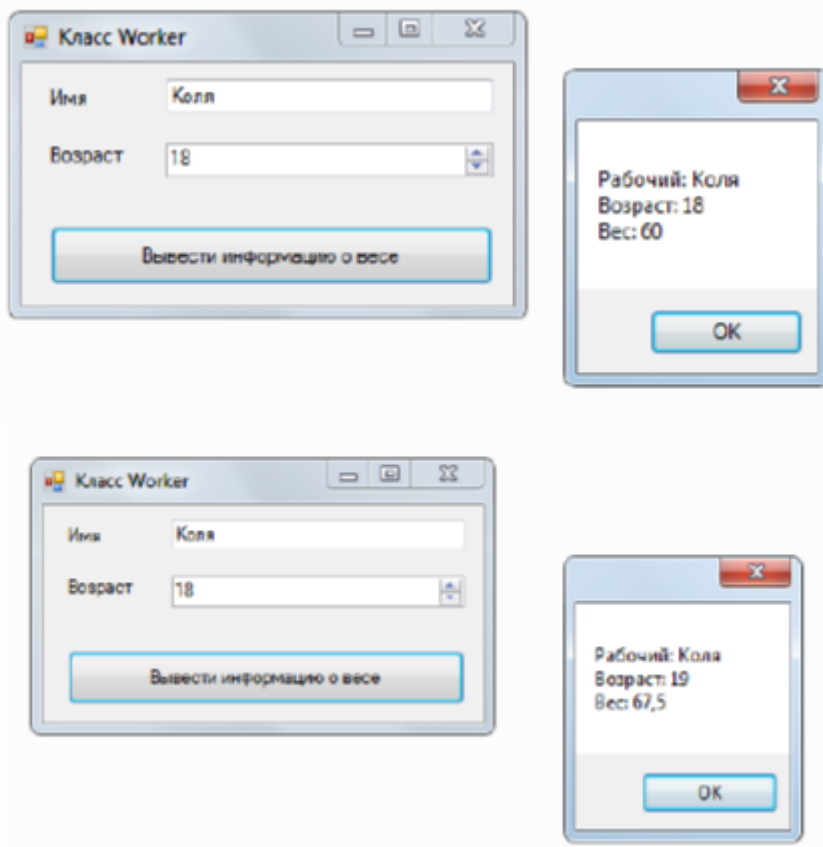 Класс Worker
Имя
Коля
Возраст
18
Вывести информацию о весе
Рабочий: Коля
Возраст: 18
Вес: 60
OK
Класс Worker
Имя
Коля
Возраст
18
Вывести информацию о весе
Рабочий: Коля
Возраст: 19
Вес: 67,5
OK